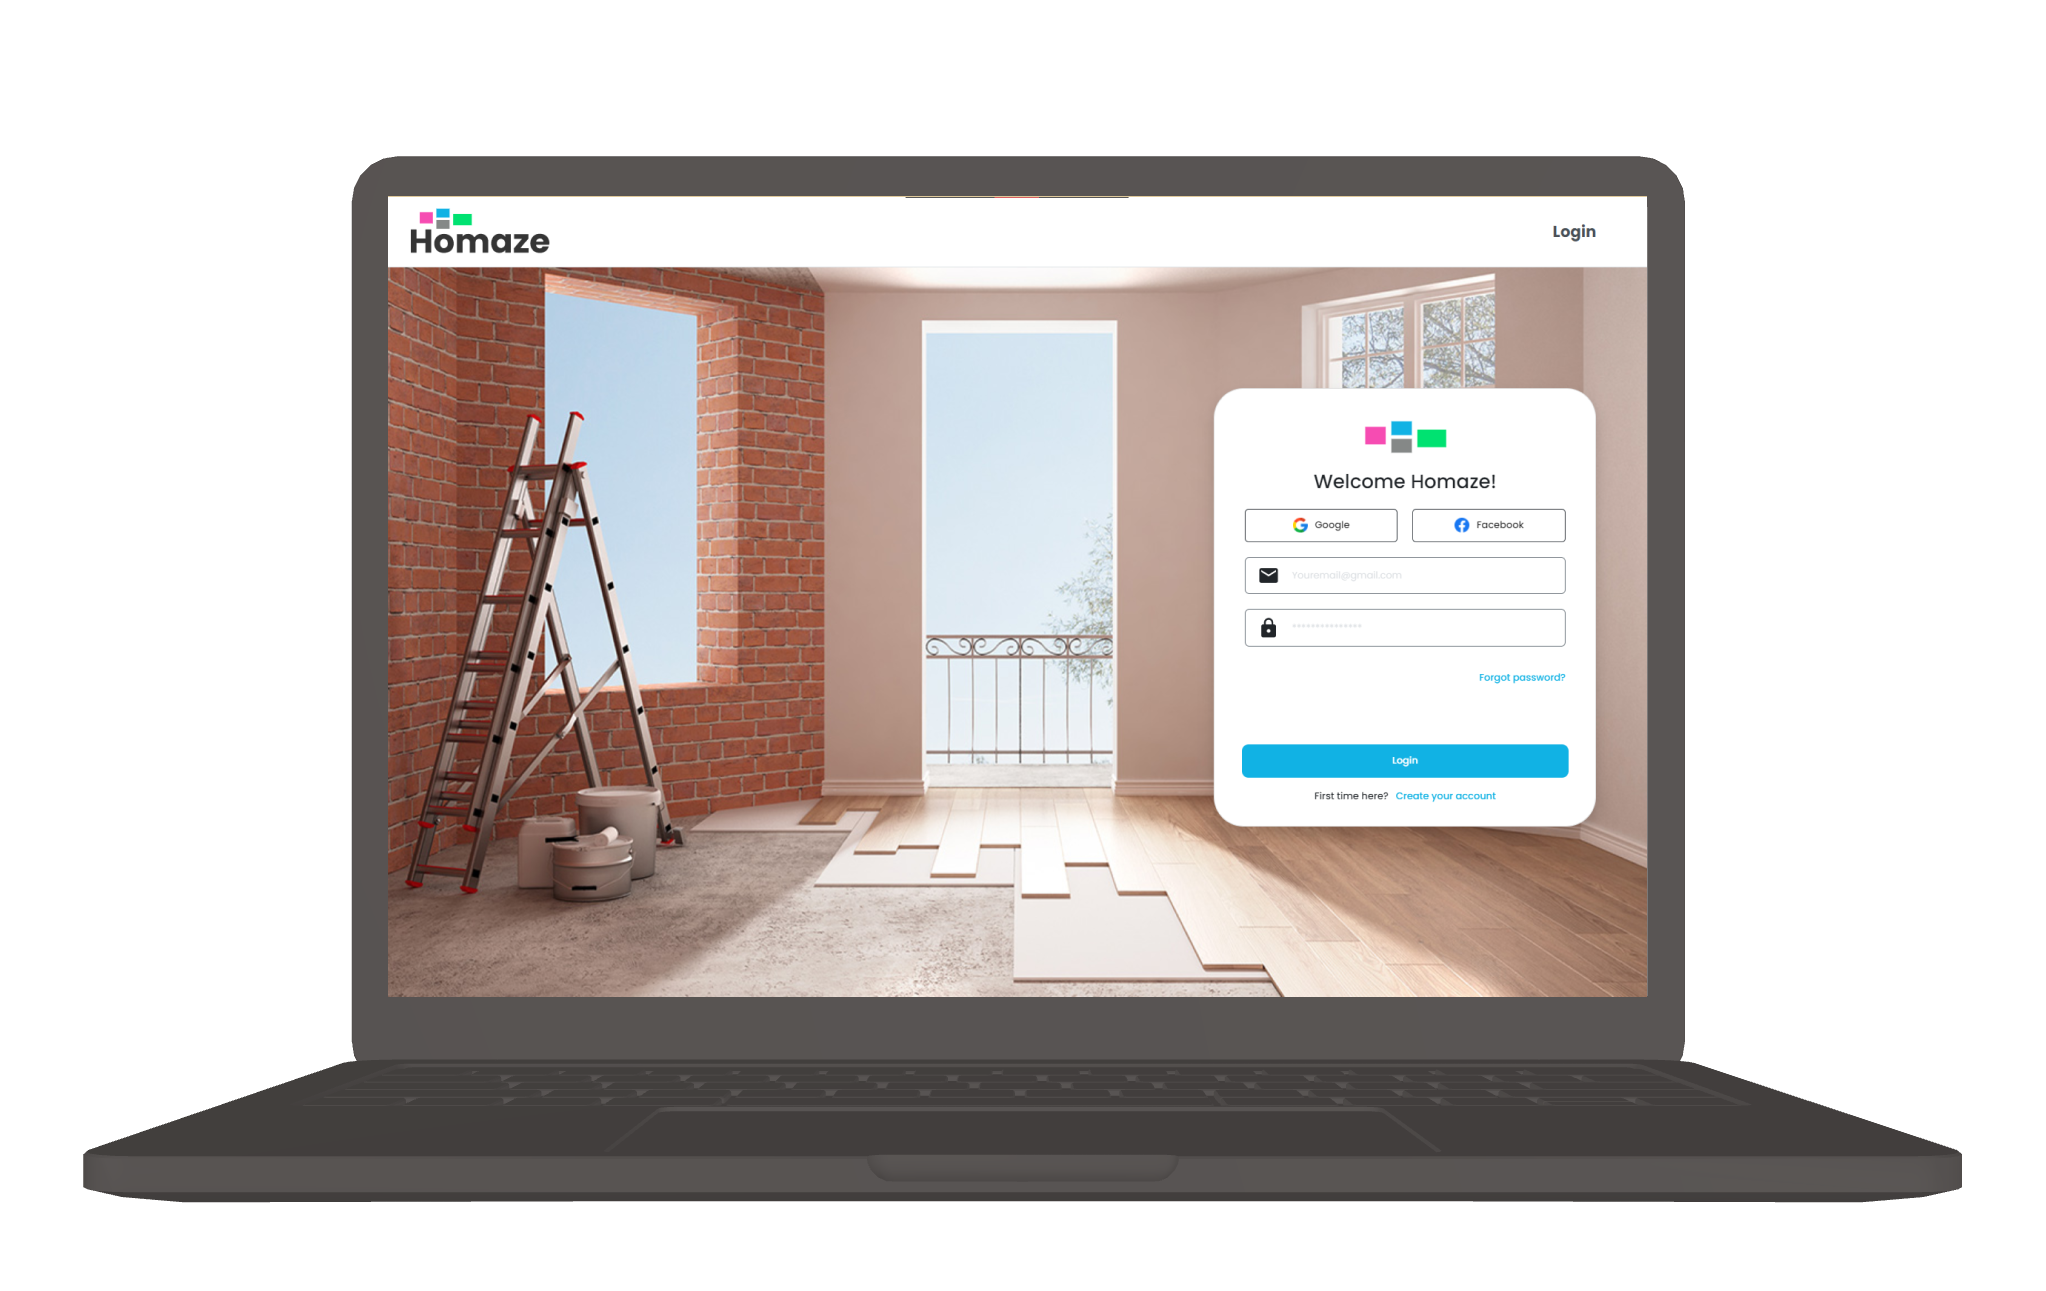 Homaze
Login
Welcome Homaze!
Google
Facebook
Youremail@gmail.com
Forgot password?
Login
First time here? Create your account